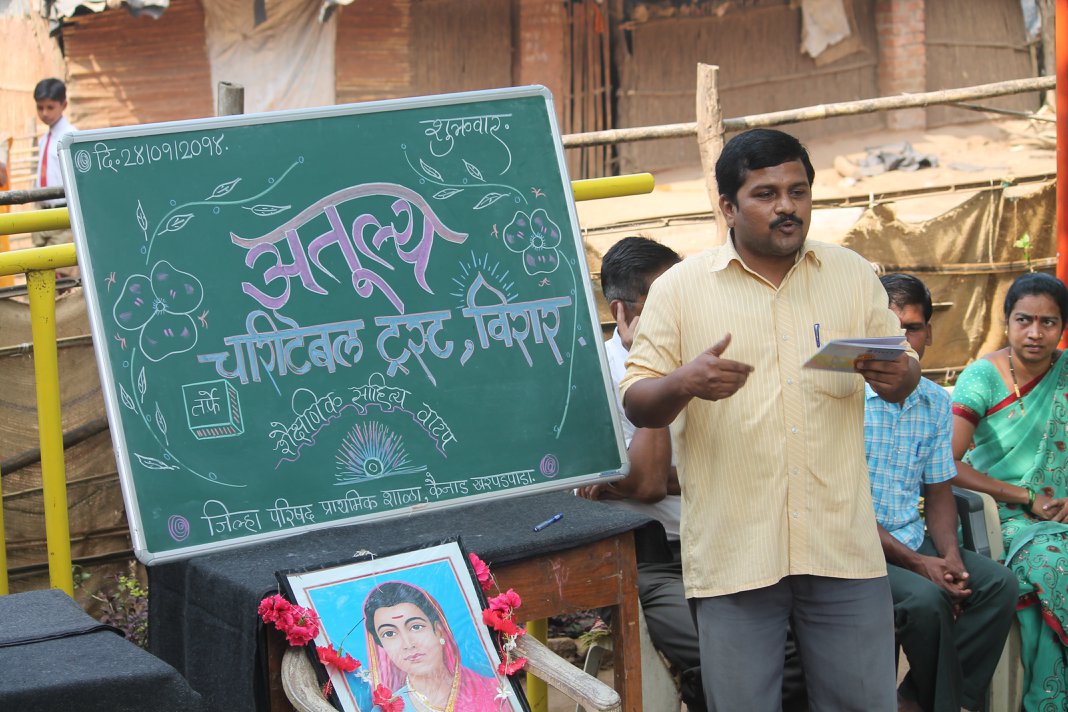 दि. २४/०१/२०१४.
शुक्रवार.
अतुल्य
चॅरिटेबल ट्रस्ट, विरार.
तर्फे
शैक्षणिक साहित्य वाटप
जिल्हा परिषद प्राथमिक शाळा, कैनाड खरपडपाडा.